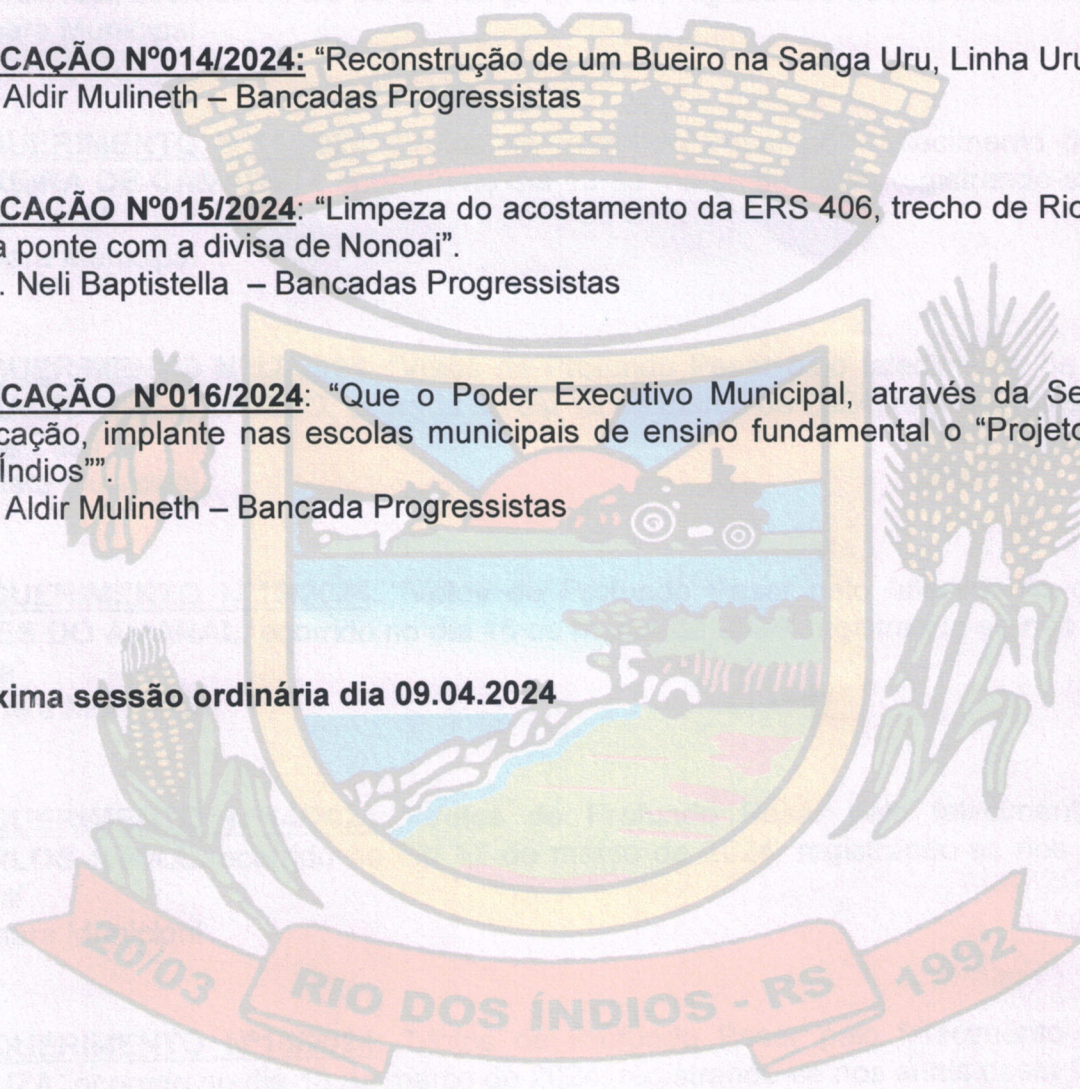 CAÇÃO Nº014/2024: “Reconstrução de um Bueiro na Sanga Uru, Linha Uru
Aldir Mulineth – Bancadas Progressistas
CAÇÃO Nº015/2024: “Limpeza do acostamento da ERS 406, trecho de Rio
a ponte com a divisa de Nonoai”.
. Neli Baptistella – Bancadas Progressistas
CAÇÃO Nº016/2024: “Que o Poder Executivo Municipal, através da Se
cação, implante nas escolas municipais de ensino fundamental o “Projeto
Índios””.
Aldir Mulineth – Bancada Progressistas
xima sessão ordinária dia 09.04.2024
20/03 RIO DOS ÍNDIOS - RS 1992